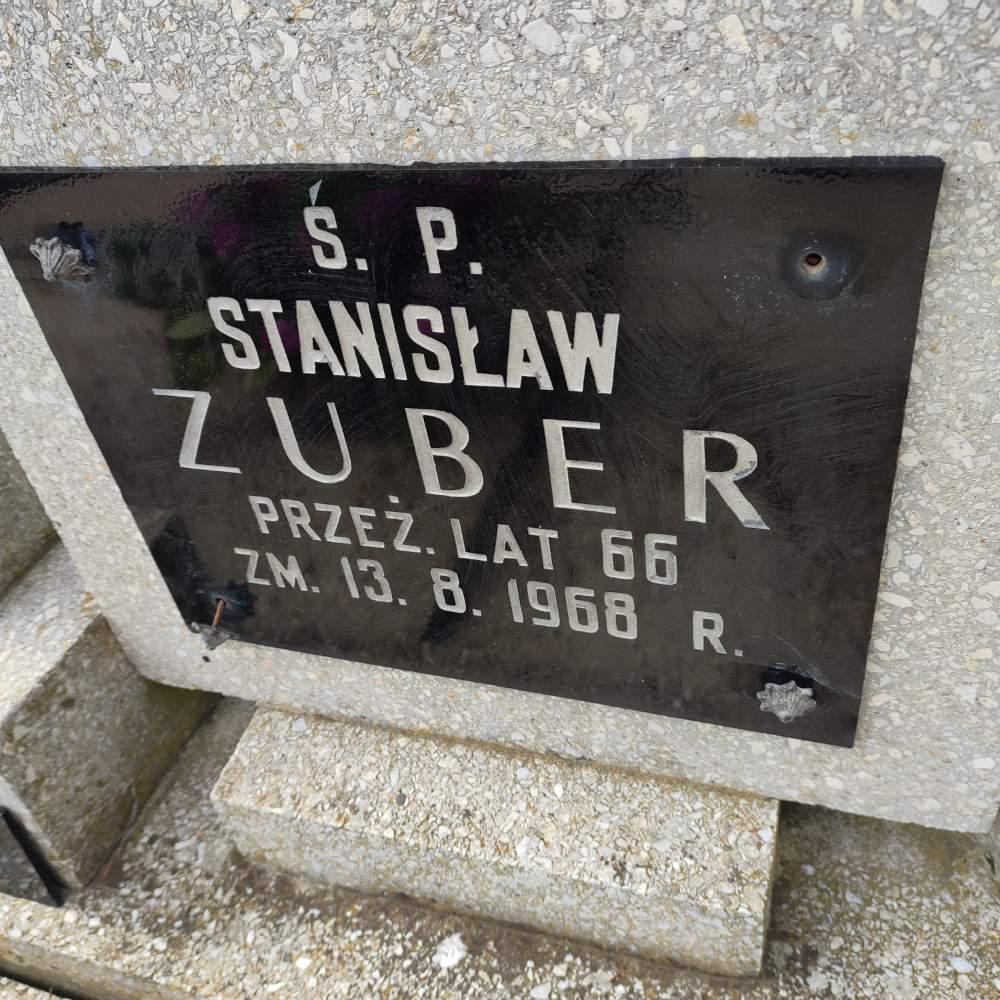 Ś. P.
STANISŁAW
ZUBER
PRZEŻ. LAT 66
ZM. 13. 8. 1968 R.